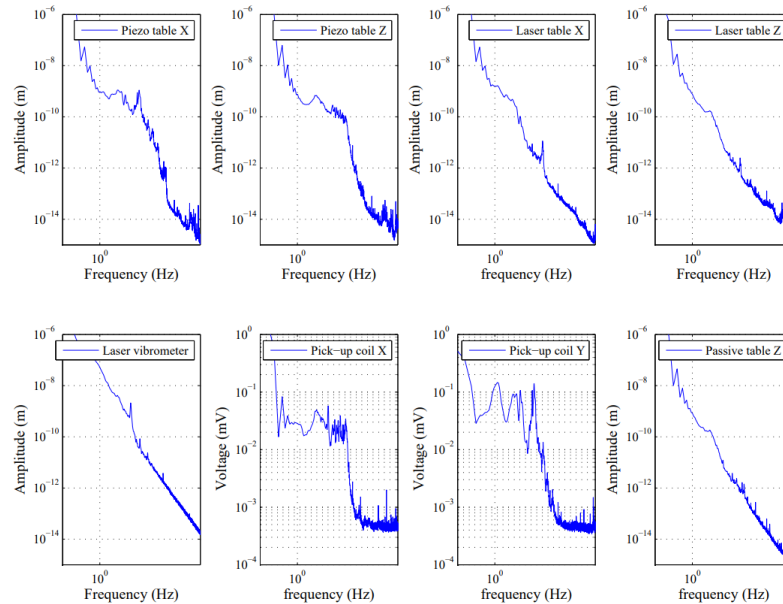 Piezo table X
Amplitude (m)
10^−6
10^−8
10^−10
10^−12
10^−14
10^0
Frequency (Hz)
Piezo table Z
Amplitude (m)
10^−6
10^−8
10^−10
10^−12
10^−14
10^0
Frequency (Hz)
Laser table X
Amplitude (m)
10^−6
10^−8
10^−10
10^−12
10^−14
10^0
frequency (Hz)
Laser table Z
Amplitude (m)
10^−6
10^−8
10^−10
10^−12
10^−14
10^0
Frequency (Hz)
Laser vibrometer
Amplitude (m)
10^−6
10^−8
10^−10
10^−12
10^−14
10^0
Frequency (Hz)
Pick−up coil X
Voltage (mV)
10^0
10^−1
10^−2
10^−3
10^−4
10^0
frequency (Hz)
Pick−up coil Y
Voltage (mV)
10^0
10^−1
10^−2
10^−3
10^−4
10^0
frequency (Hz)
Passive table Z
Amplitude (m)
10^−6
10^−8
10^−10
10^−12
10^−14
10^0
frequency (Hz)